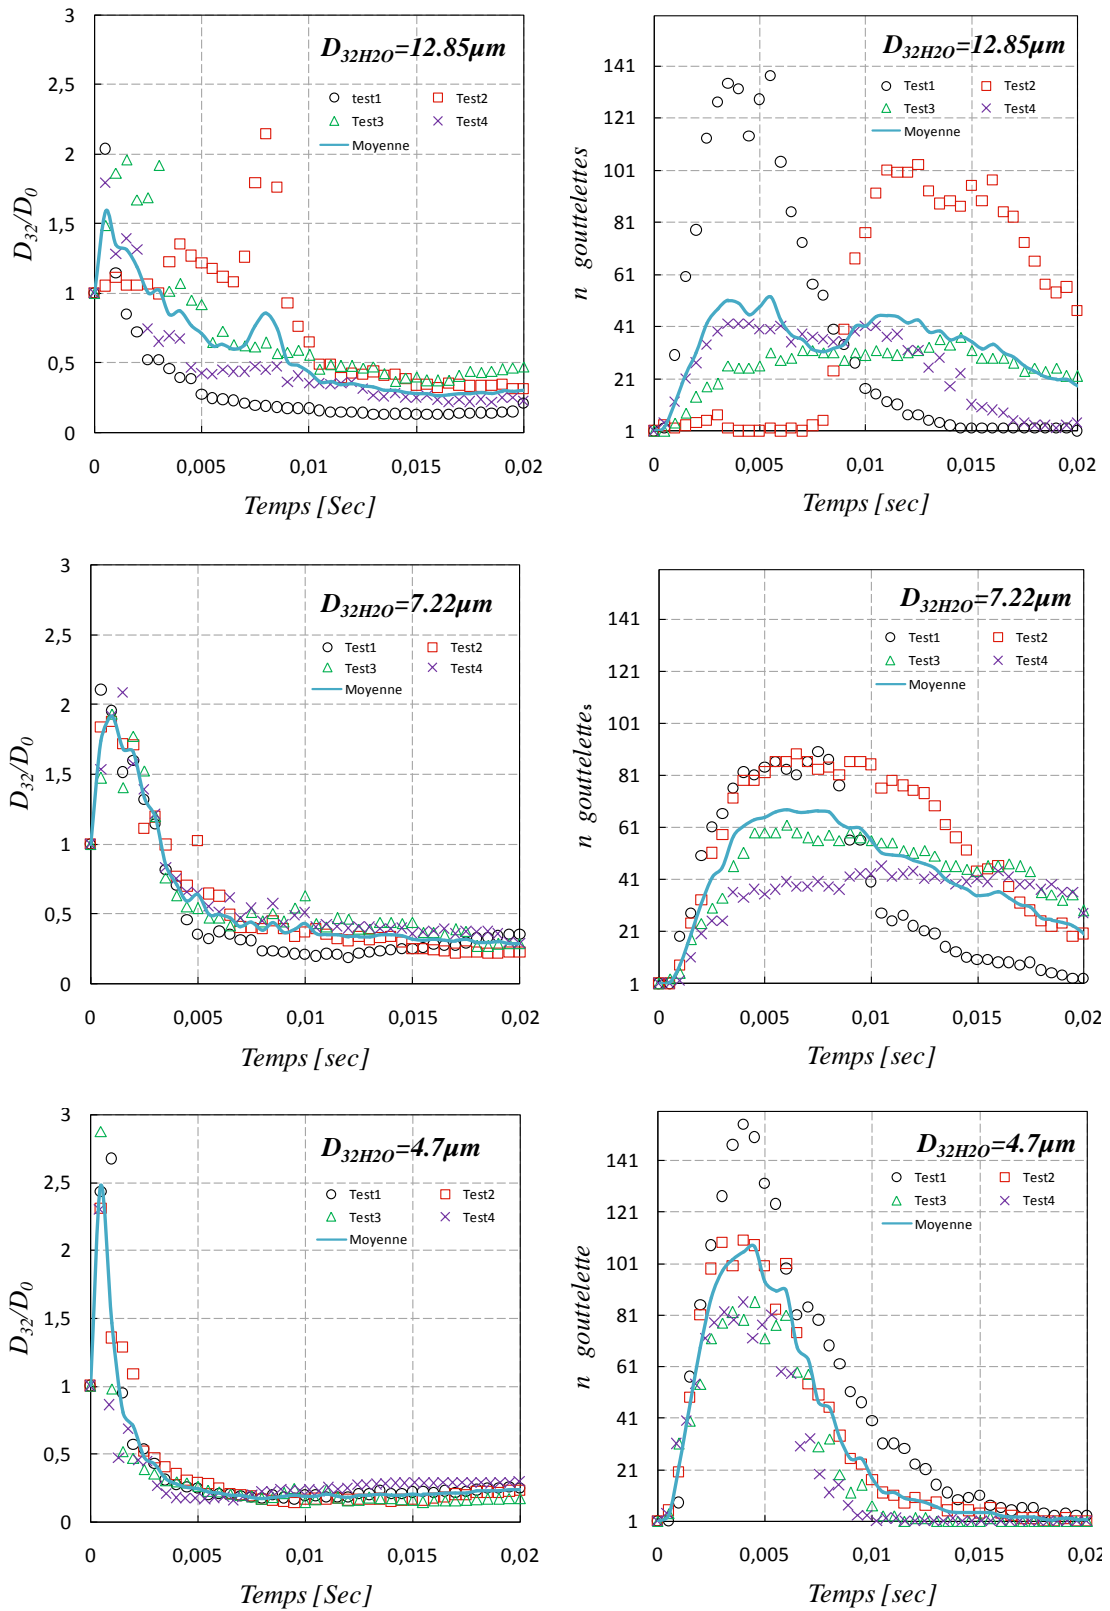 3
2,5
2
1,5
1
0,5
0
D32/D0
D32H2O=12.85µm
test1 Test2
Test3 Test4
Moyenne
0 0,005 0,01 0,015 0,02
Temps [Sec]
141
121
101
81
61
41
21
1
n gouttelettes
D32H2O=12.85µm
Test1 Test2
Test3 Test4
Moyenne
0 0,005 0,01 0,015 0,02
Temps [sec]
3
2,5
2
1,5
1
0,5
0
D32/D0
D32H2O=7.22µm
Test1 Test2
Test3 Test4
Moyenne
0 0,005 0,01 0,015 0,02
Temps [sec]
141
121
101
81
61
41
21
1
n gouttelettes
D32H2O=7.22µm
Test1 Test2
Test3 Test4
Moyenne
0 0,005 0,01 0,015 0,02
Temps [sec]
3
2,5
2
1,5
1
0,5
0
D32/D0
D32H2O=4.7µm
Test1 Test2
Test3 Test4
Moyenne
0 0,005 0,01 0,015 0,02
Temps [Sec]
141
121
101
81
61
41
21
1
n gouttelette
D32H2O=4.7µm
Test1 Test2
Test3 Test4
Moyenne
0 0,005 0,01 0,015 0,02
Temps [sec]